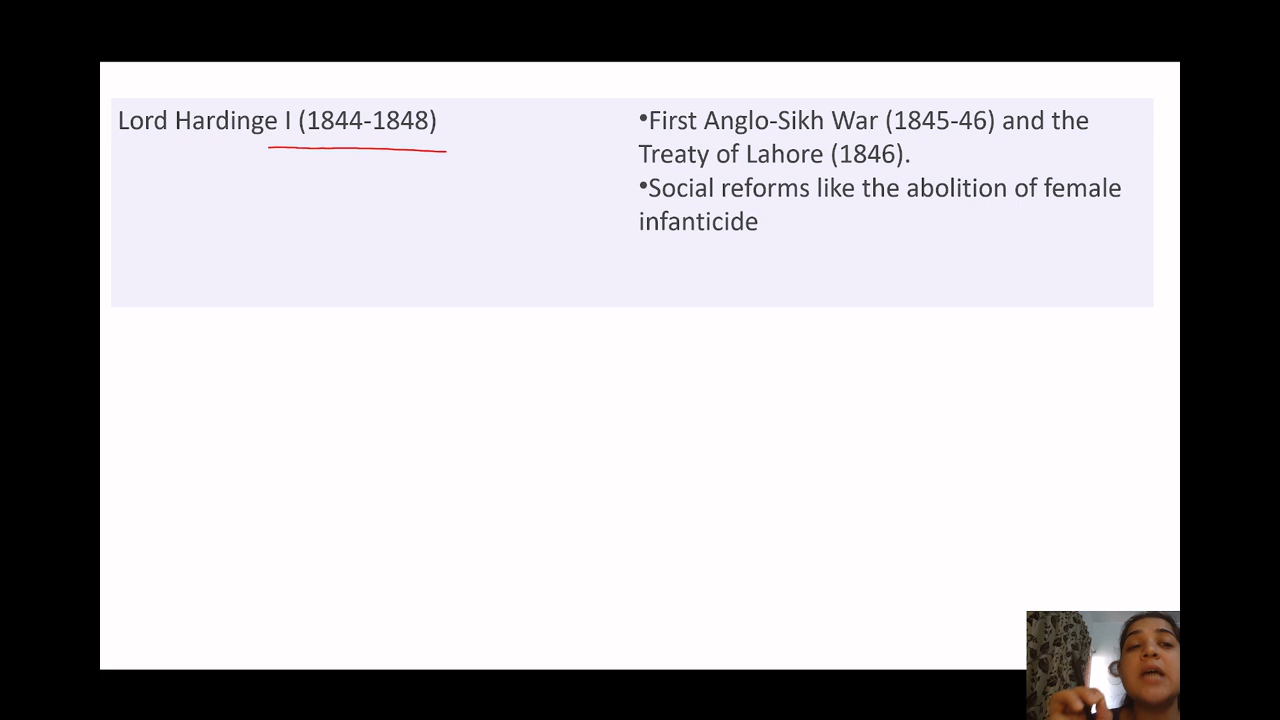 Lord Hardinge I (1844-1848)
•First Anglo-Sikh War (1845-46) and the
Treaty of Lahore (1846).
•Social reforms like the abolition of female
infanticide